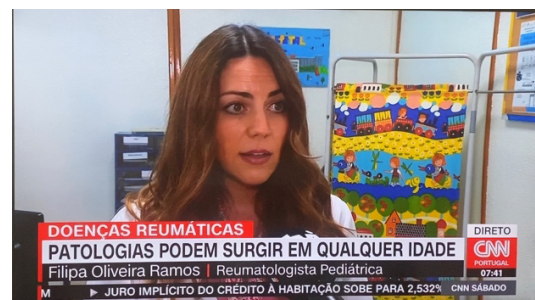 DOENÇAS REUMÁTICAS
PATOLOGIAS PODEM SURGIR EM QUALQUER IDADE
Filipa Oliveira Ramos | Reumatologista Pediátrica
DIRETO
CNN
PORTUGAL
07:41
M ▶ JURO IMPLÍCITO DO CRÉDITO À HABITAÇÃO SOBE PARA 2,532%
CNN SÁBADO